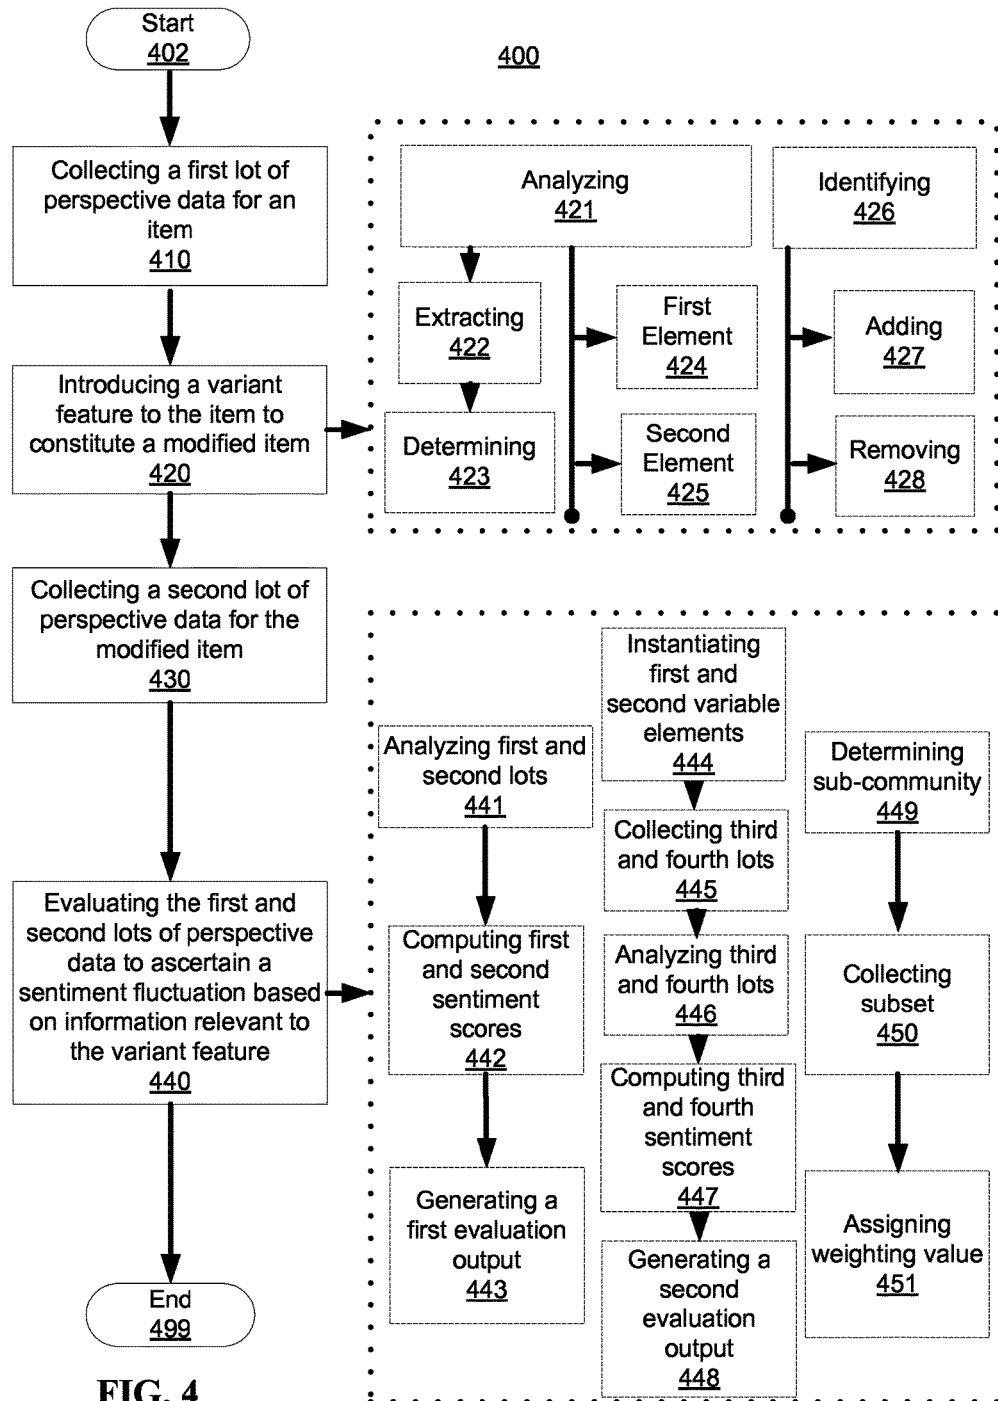 Start
402
400
Collecting a first lot of
perspective data for an
item
410
Introducing a variant
feature to the item to
constitute a modified item
420
Collecting a second lot of
perspective data for the
modified item
430
Evaluating the first and
second lots of perspective
data to ascertain a
sentiment fluctuation based
on information relevant to
the variant feature
440
End
499
FIG. 4
Analyzing
421
Extracting
422
Determining
423
First
Element
424
Second
Element
425
Identifying
426
Adding
427
Removing
428
Analyzing first and
second lots
441
Computing first
and second
sentiment
scores
442
Generating a
first evaluation
output
443
Instantiating
first and
second variable
elements
444
Collecting third
and fourth lots
445
Analyzing third
and fourth lots
446
Computing third
and fourth
sentiment
scores
447
Generating a
second
evaluation
output
448
Determining
sub-community
449
Collecting
subset
450
Assigning
weighting value
451